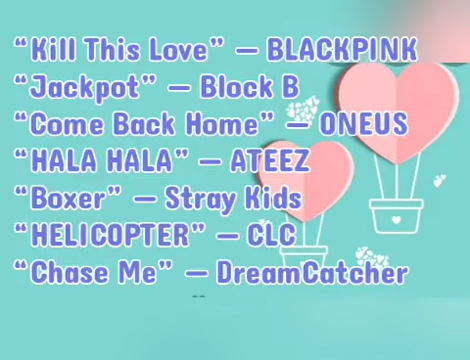 “Kill This Love” – BLACKPINK
“Jackpot” – Block B
“Come Back Home” – ONEUS
“HALA HALA” – ATEEZ
“Boxer” – Stray Kids
“HELICOPTER” – CLC
“Chase Me” – DreamCatcher